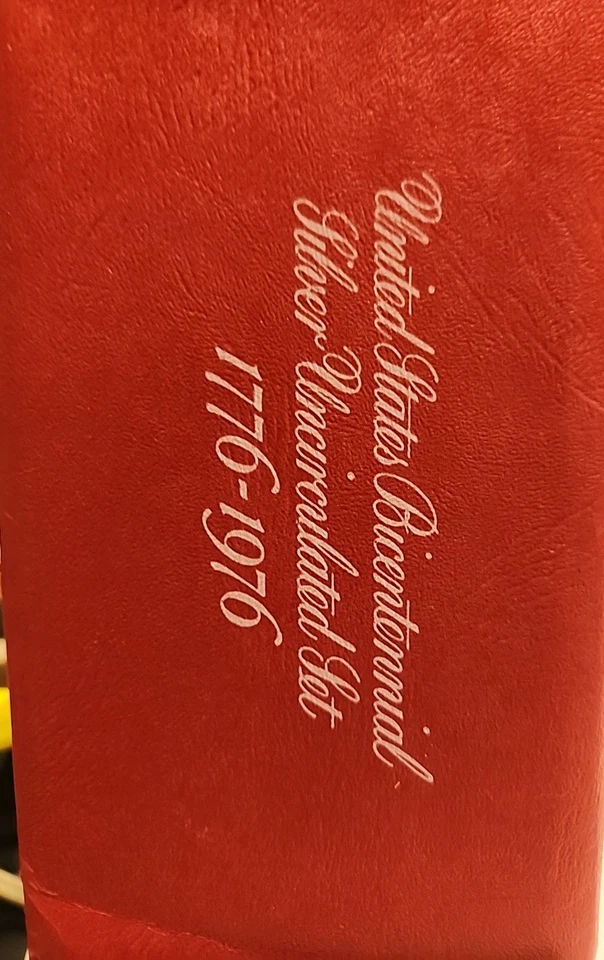 United States Bicentennial
Silver Uncirculated Set
1776-1976